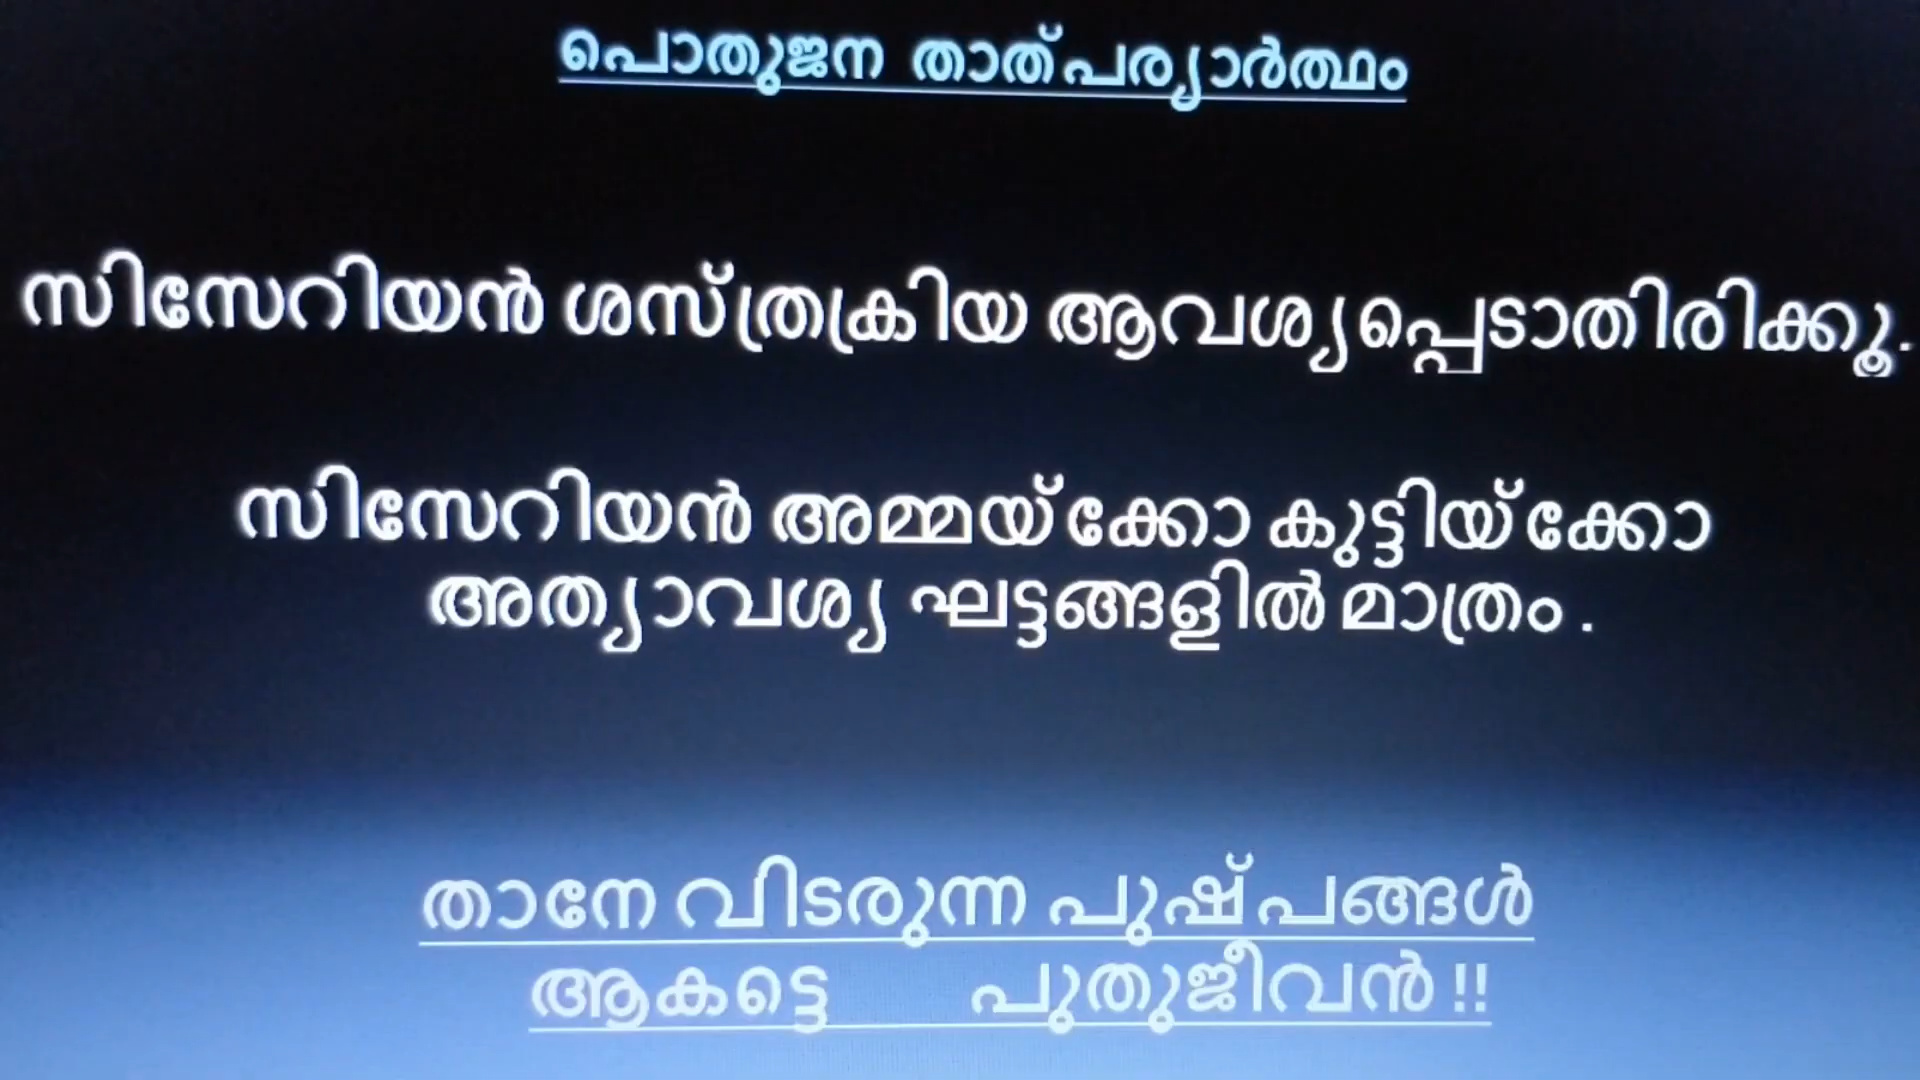 പൊതുജന താത്പര്യാർത്ഥം
സിസേറിയൻ ശസ്ത്രക്രിയ ആവശ്യപ്പെടാതിരിക്കൂ.
സിസേറിയൻ അമ്മയ്ക്കോ കുട്ടിയ്ക്കോ
അത്യാവശ്യ ഘട്ടങ്ങളിൽ മാത്രം .
താനേ വിടരുന്ന പുഷ്പങ്ങൾ
ആകട്ടെ പുതുജീവൻ !!